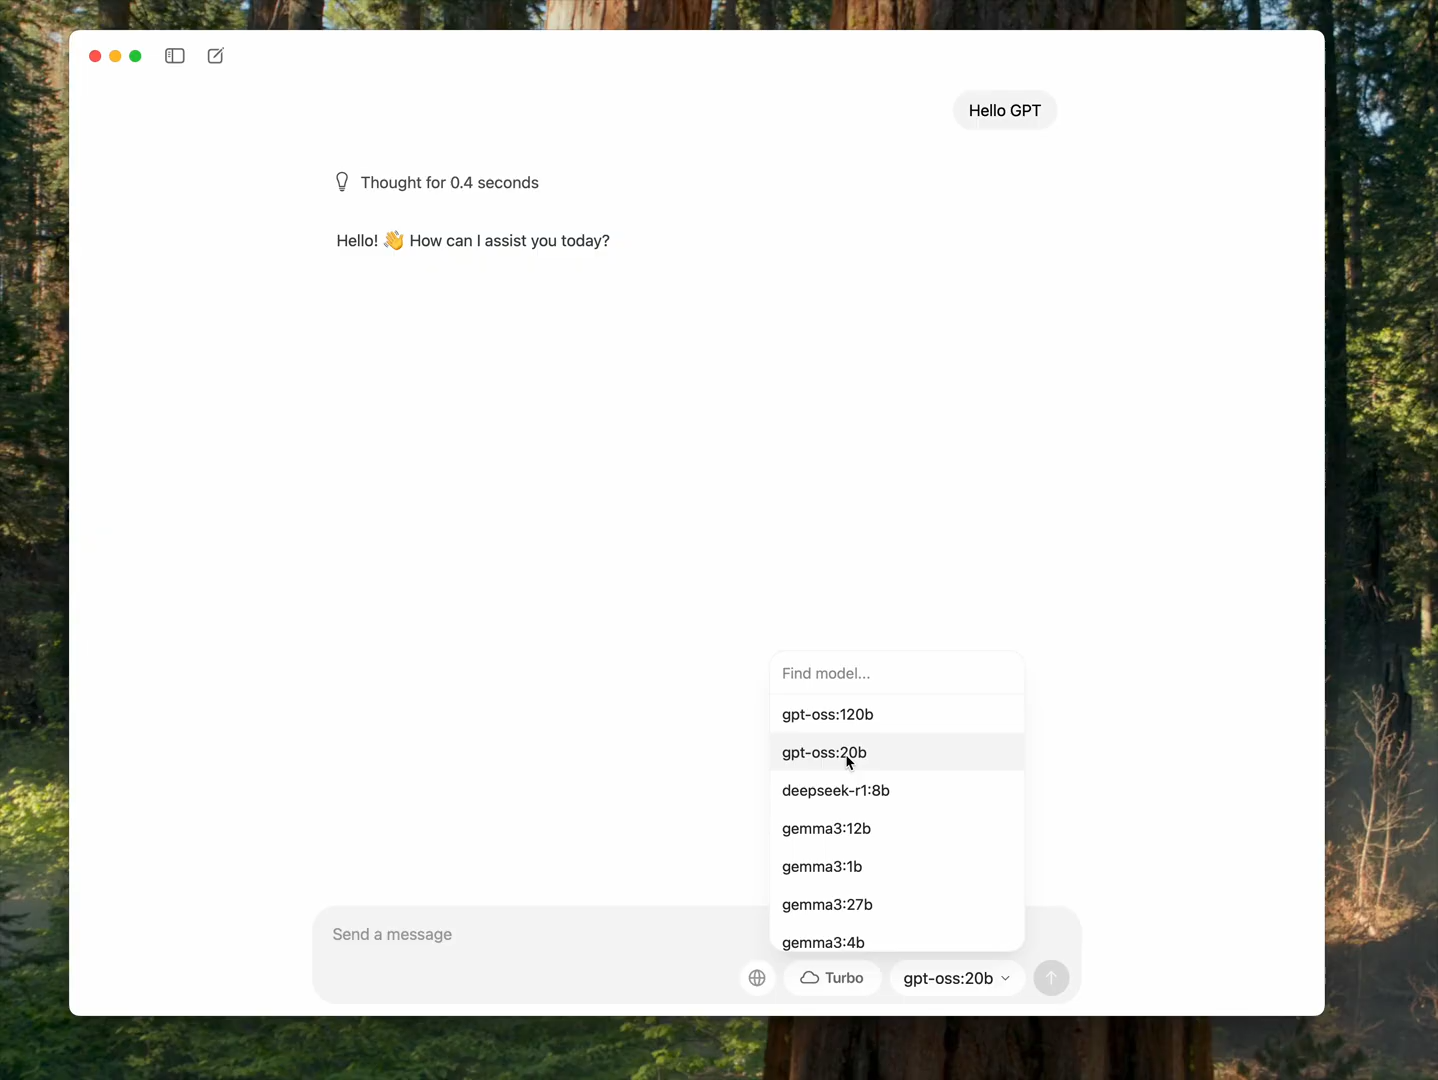 Hello GPT
Thought for 0.4 seconds
Hello! 👋 How can I assist you today?
Find model...
gpt-oss:120b
gpt-oss:20b
deepseek-r1:8b
gemma3:12b
gemma3:1b
gemma3:27b
gemma3:4b
Send a message
Turbo
gpt-oss:20b